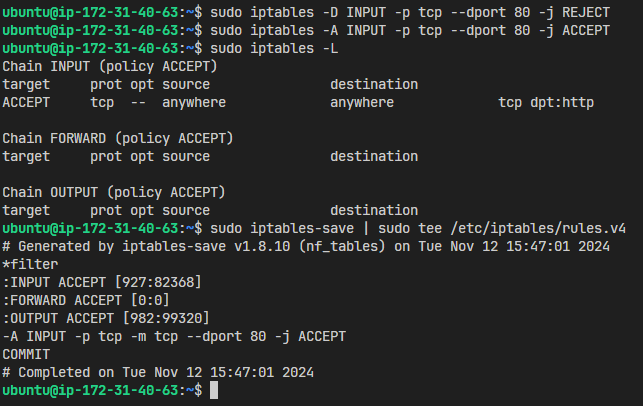 ubuntu@ip-172-31-40-63:~$ sudo iptables -D INPUT -p tcp --dport 80 -j REJECT
ubuntu@ip-172-31-40-63:~$ sudo iptables -A INPUT -p tcp --dport 80 -j ACCEPT
ubuntu@ip-172-31-40-63:~$ sudo iptables -L
Chain INPUT (policy ACCEPT)
target     prot opt source               destination
ACCEPT     tcp  --  anywhere             anywhere             tcp dpt:http

Chain FORWARD (policy ACCEPT)
target     prot opt source               destination

Chain OUTPUT (policy ACCEPT)
target     prot opt source               destination
ubuntu@ip-172-31-40-63:~$ sudo iptables-save | sudo tee /etc/iptables/rules.v4
# Generated by iptables-save v1.8.10 (nf_tables) on Tue Nov 12 15:47:01 2024
*filter
:INPUT ACCEPT [927:82368]
:FORWARD ACCEPT [0:0]
:OUTPUT ACCEPT [982:99320]
-A INPUT -p tcp -m tcp --dport 80 -j ACCEPT
COMMIT
# Completed on Tue Nov 12 15:47:01 2024
ubuntu@ip-172-31-40-63:~$